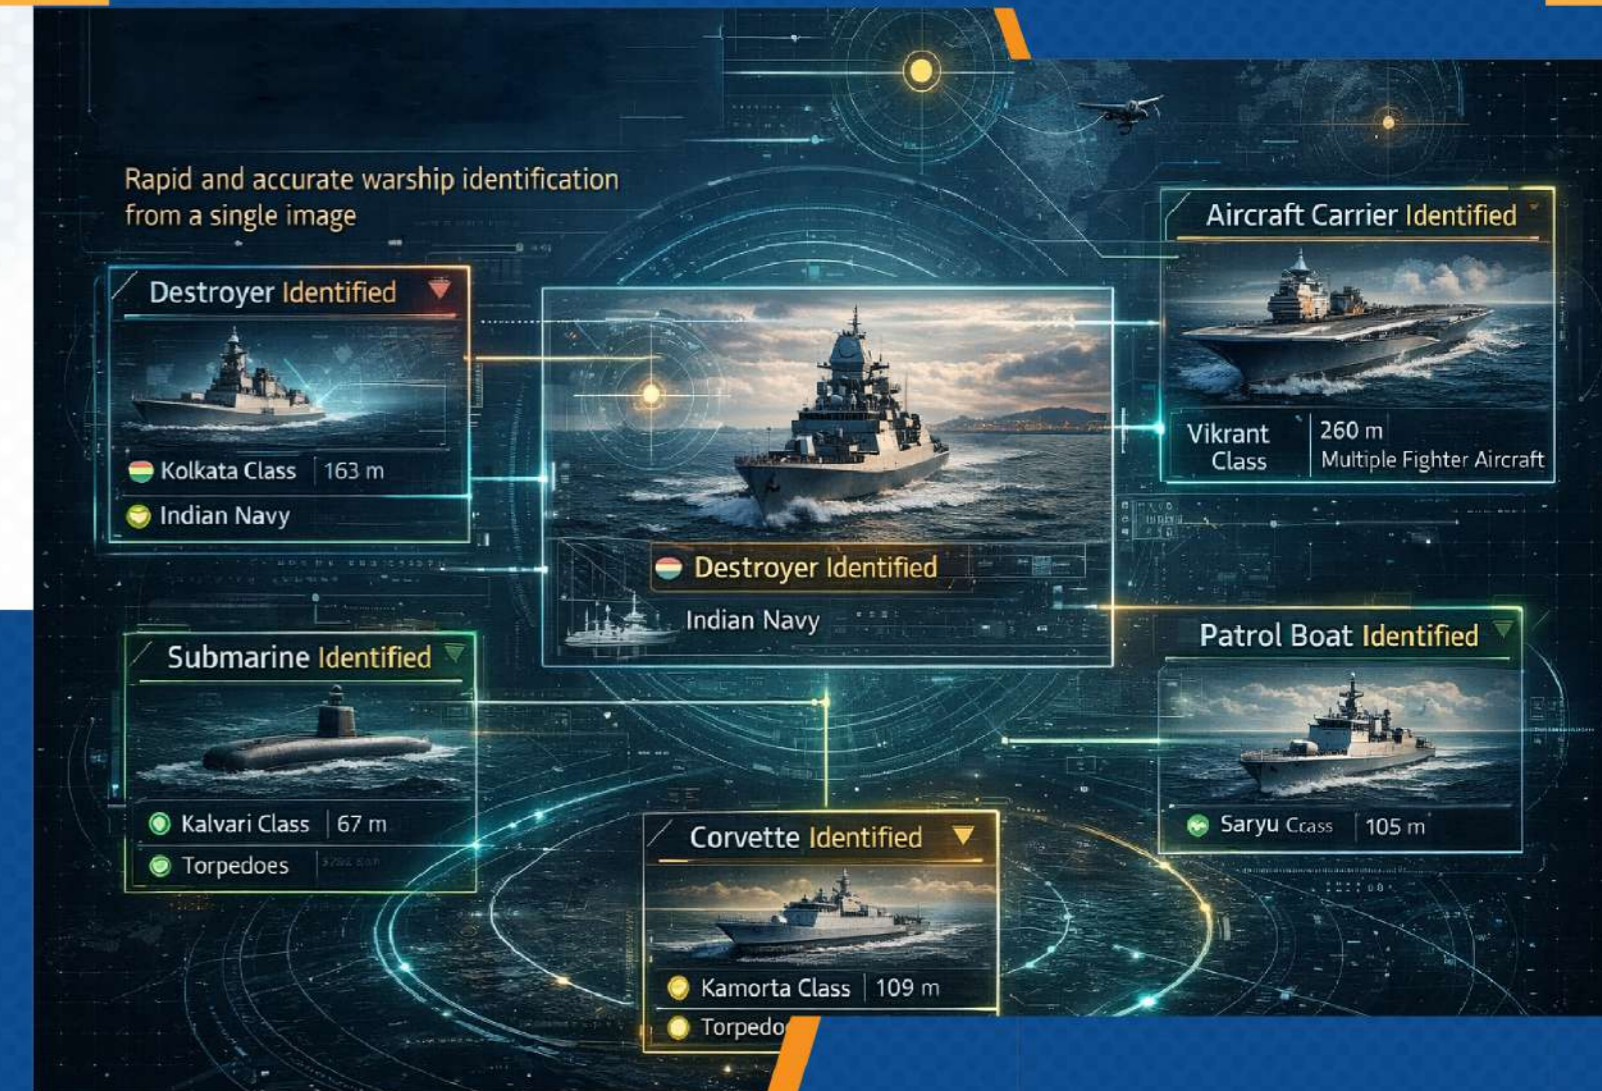 Rapid and accurate warship identification
from a single image
Destroyer Identified
Kolkata Class 163 m
Indian Navy
Destroyer Identified
Indian Navy
Aircraft Carrier Identified
Vikrant 260 m
Class Multiple Fighter Aircraft
Submarine Identified
Kalvari Class 67 m
Torpedoes
Corvette Identified
Kamorta Class 109 m
Torpedo
Patrol Boat Identified
Saryu Ccass 105 m